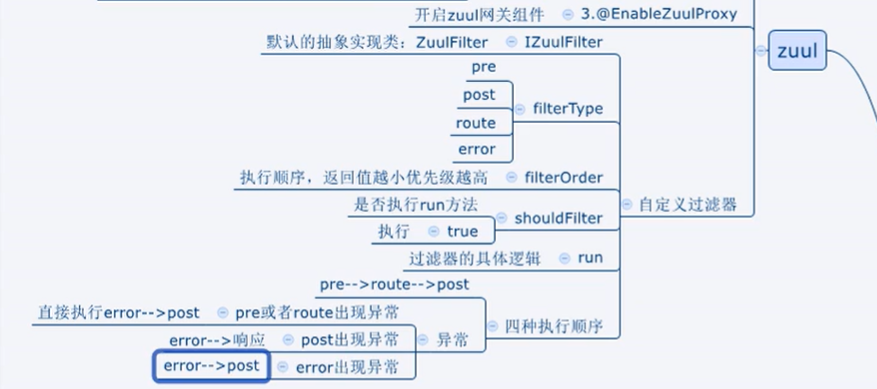 开启zuul网关组件 3.@EnableZuulProxy
zuul
默认的抽象实现类：ZuulFilter IZuulFilter
pre
post
route
error
filterType
执行顺序，返回值越小优先级越高 filterOrder
是否执行run方法
执行 true
shouldFilter
自定义过滤器
过滤器的具体逻辑 run
pre-->route-->post
直接执行error-->post pre或者route出现异常
error-->响应 post出现异常
error-->post error出现异常
异常
四种执行顺序